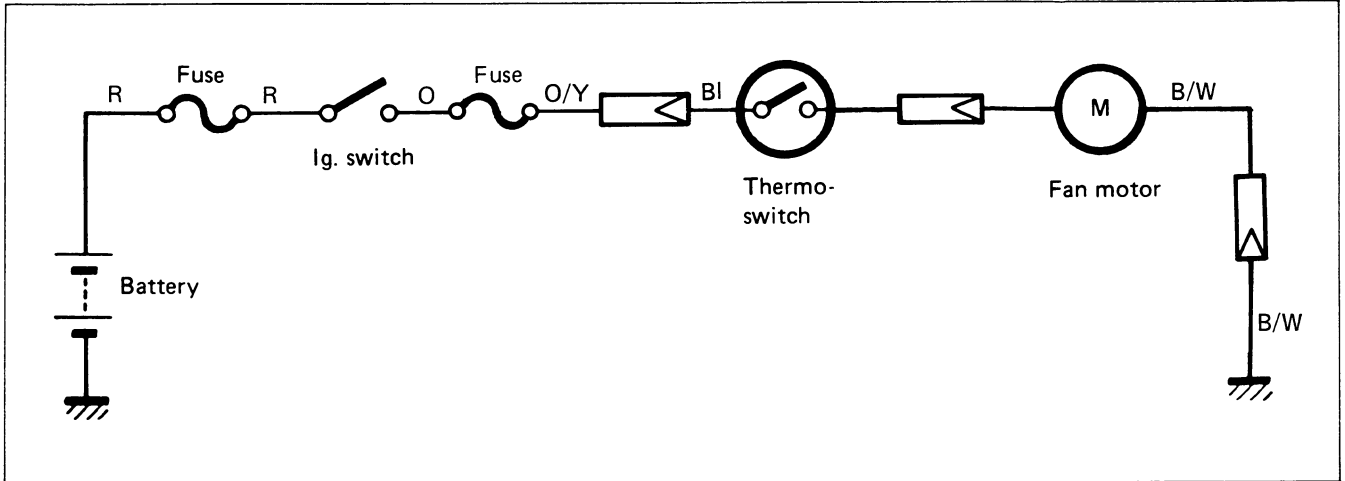 R
Fuse
R
Ig. switch
O
Fuse
O/Y
Bl
Thermo-
switch
M
Fan motor
B/W
B/W
Battery